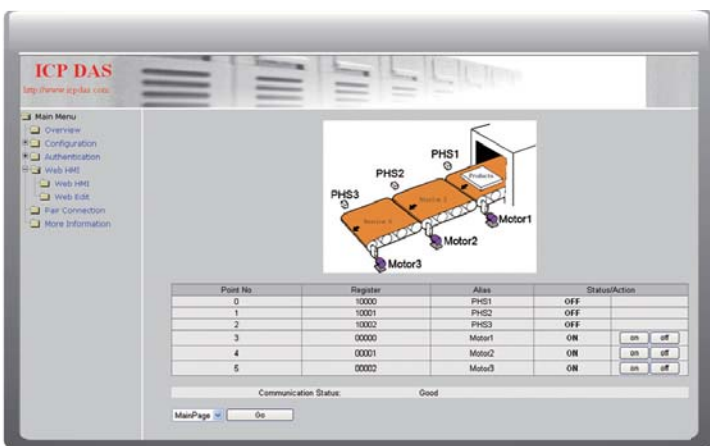 ICP DAS
http://www.icpdas.com
Main Menu
Overview
Configuration
Authentication
Web HMI
Web HMI
Web Edit
Pair Connection
More Information
PHS1
PHS2
PHS3
Products
Motor1
Motor2
Motor3
Point No Register Alias Status/Action
0 10000 PHS1 OFF
1 10001 PHS2 OFF
2 10002 PHS3 OFF
3 00000 Motor1 ON on off
4 00001 Motor2 ON on off
5 00002 Motor3 ON on off
Communication Status: Good
MainPage Go